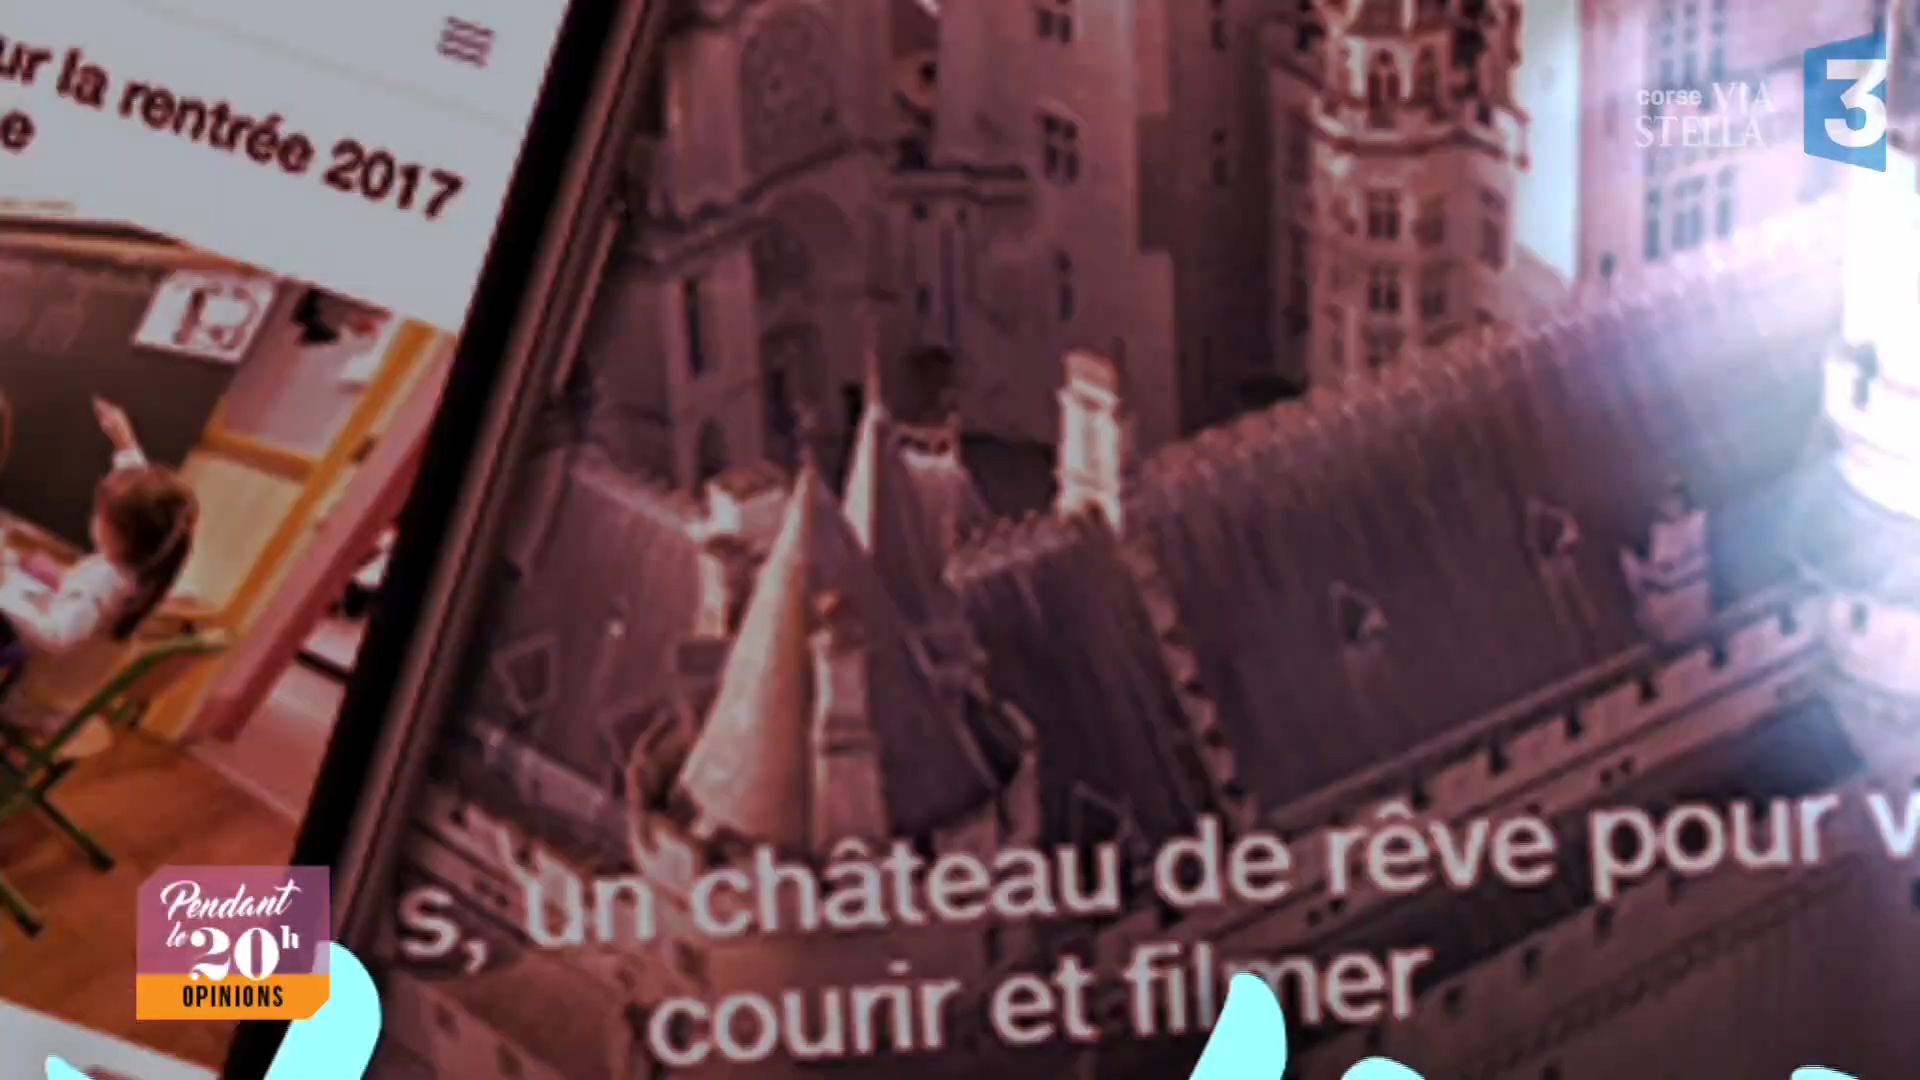 ur la rentrée 2017
e
corse VIA
STELLA
3
s, un château de rêve pour v
courir et filmer
Pendant
le 20h
OPINIONS